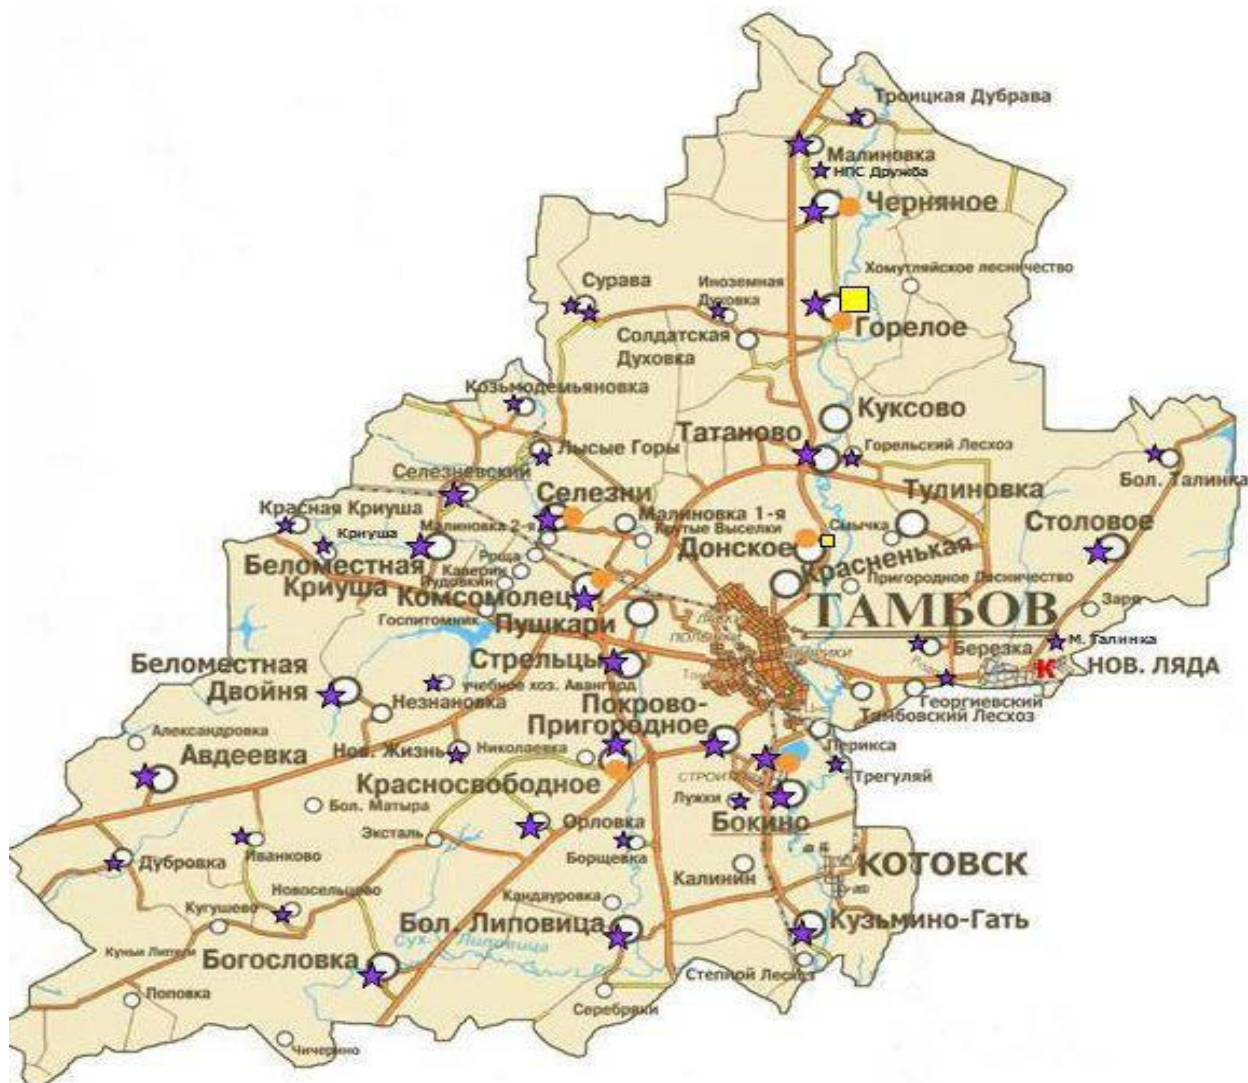 Троицкая Дубрава
Малиновка
НПС Дружба
Черняное
Хомутляйское лесничество
Сурава
Иноземная
Духовка
Горелое
Солдатская
Духовка
Козьмодемьяновка
Куксово
Татаново
Горельский Лесхоз
Лысые Горы
Селезневский
Бол. Талинка
Селезни
Тулиновка
Красная Криуша
Малиновка 1-я
Столовое
Криуша
Малиновка 2-я
Крутые Выселки
Смычка
Донское
Красненькая
Беломестная
Криуша
Роща
Каверин
Пудовкин
Пригородное Лесничество
Комсомолец
Заря
Госпитомник
Пушкари
ТАМБОВ
М. Талинка
Березка
Стрельцы
К
НОВ. ЛЯДА
Беломестная
Двойня
учебное хоз. Авангард
Незнановка
Георгиевский
Тамбовский Лесхоз
Покрово-
Пригородное
Александровка
Авдеевка
Нов. Жизнь
Николаевка
Перикса
Трегуляй
Красносвободное
Бол. Матыра
Лужки
Бокино
Орловка
Эксталь
Борщевка
Иванково
Дубровка
КОТОВСК
Калинин
Новосельцево
Кандауровка
Кугушево
Бол. Липовица
Кузьмино-Гать
Сух. Липовица
Богословка
Степной Лесхоз
Поповка
Серебряки
Чичерино